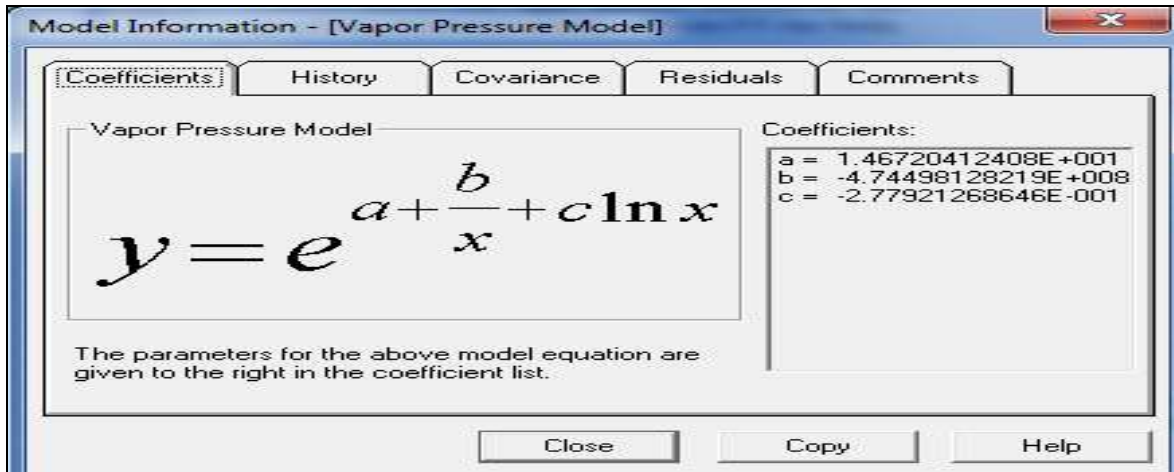 Model Information - [Vapor Pressure Model]
Coefficients History Covariance Residuals Comments
Vapor Pressure Model
y = e^{a + \frac{b}{x} + c \ln x}
The parameters for the above model equation are
given to the right in the coefficient list.
Coefficients:
a = 1.46720412408E+001
b = -4.74498128219E+008
c = -2.77921268646E-001
Close Copy Help